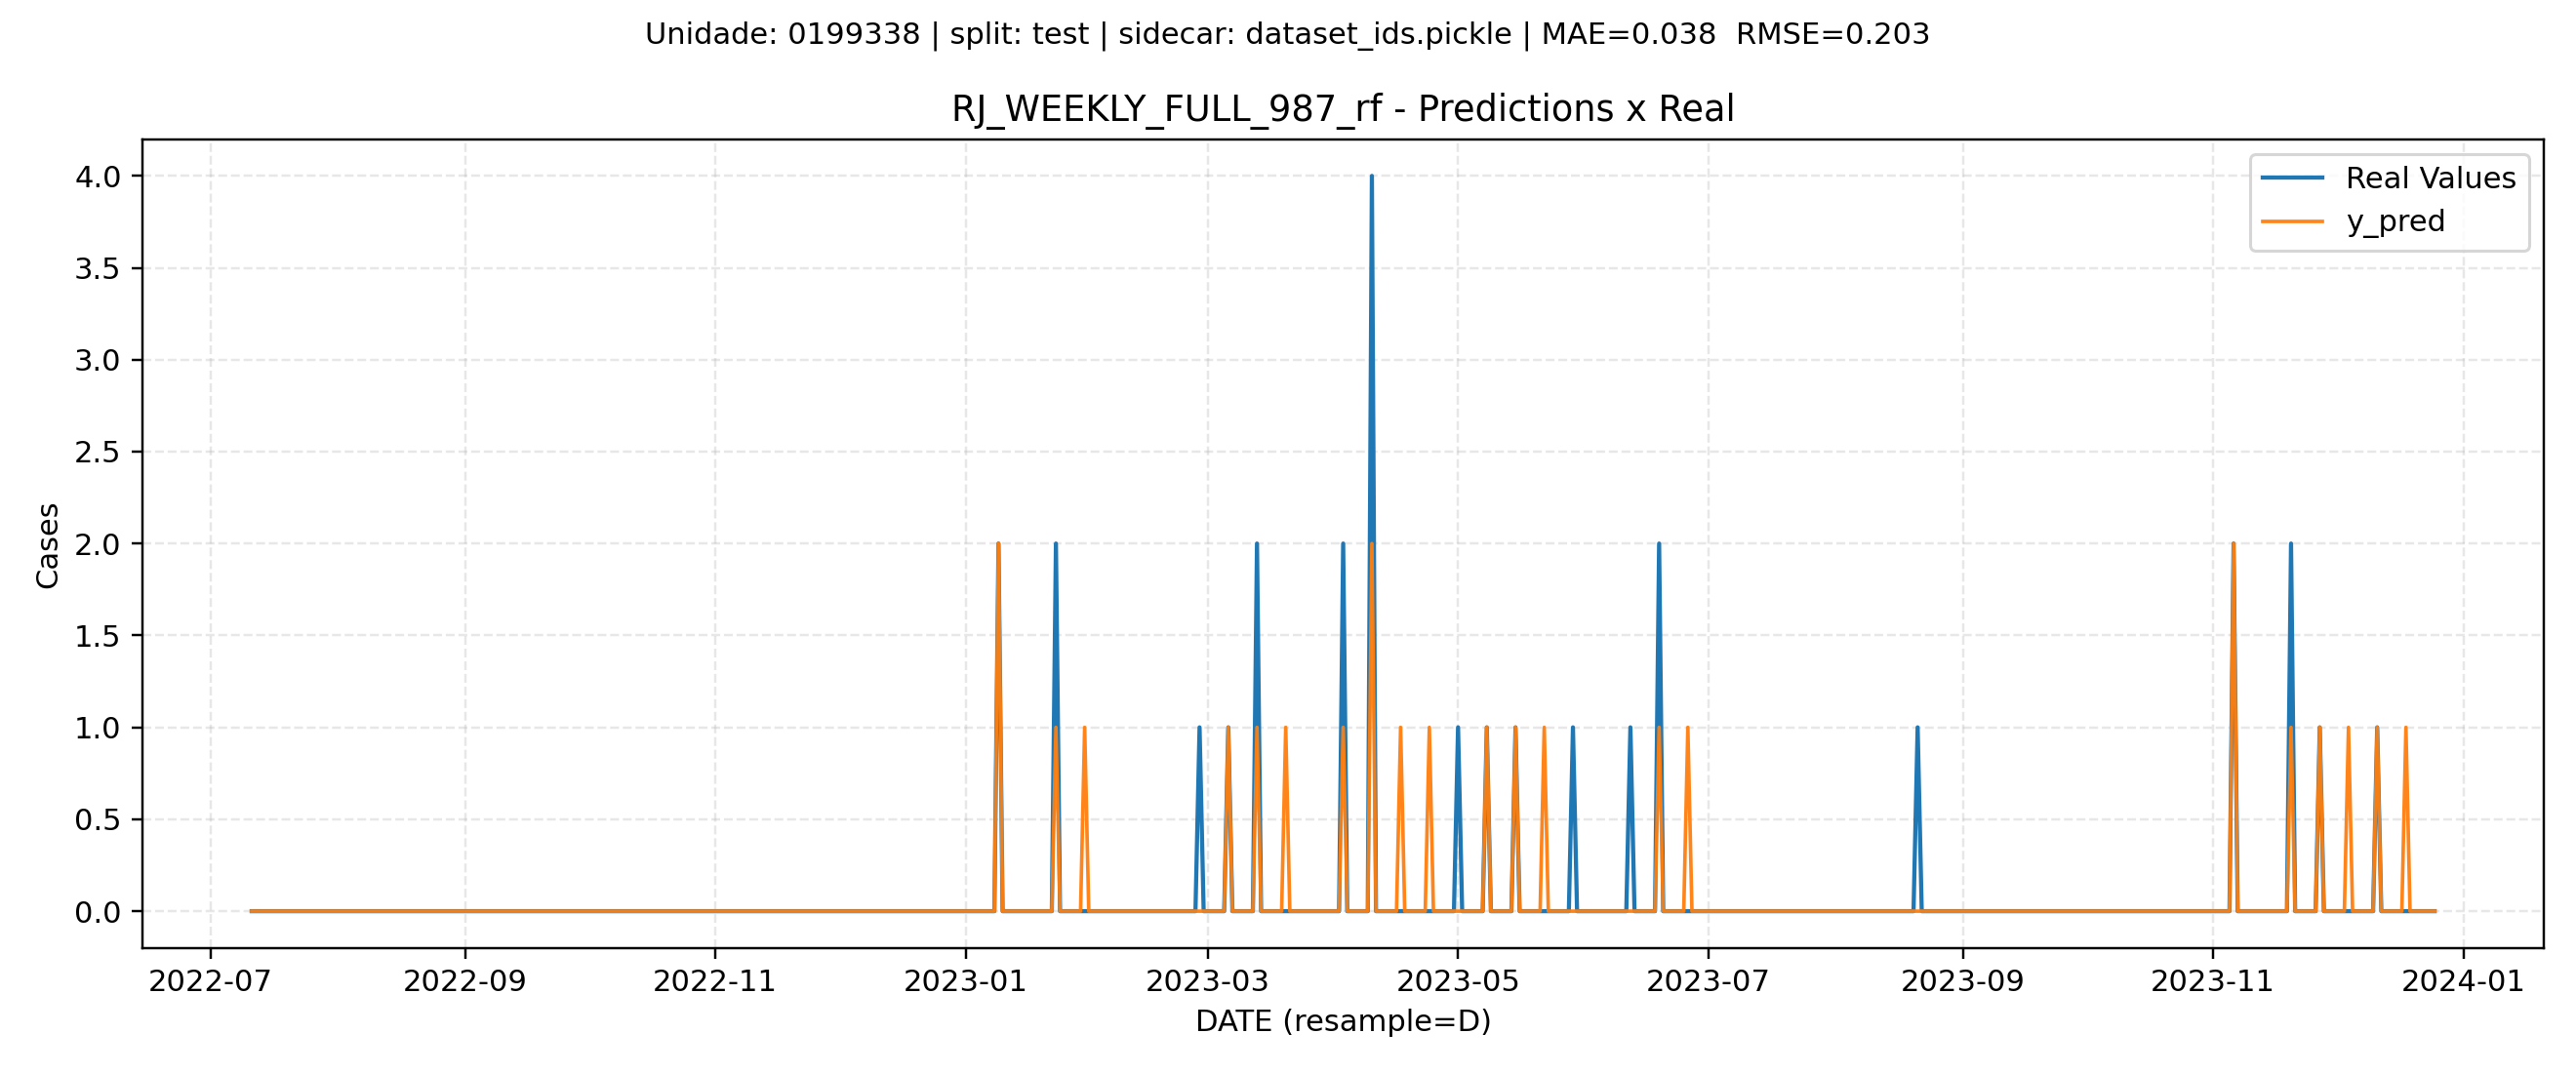 Unidade: 0199338 | split: test | sidecar: dataset_ids.pickle | MAE=0.038  RMSE=0.203
RJ_WEEKLY_FULL_987_rf - Predictions x Real
Real Values
y_pred
Cases
4.0
3.5
3.0
2.5
2.0
1.5
1.0
0.5
0.0
2022-07 2022-09 2022-11 2023-01 2023-03 2023-05 2023-07 2023-09 2023-11 2024-01
DATE (resample=D)